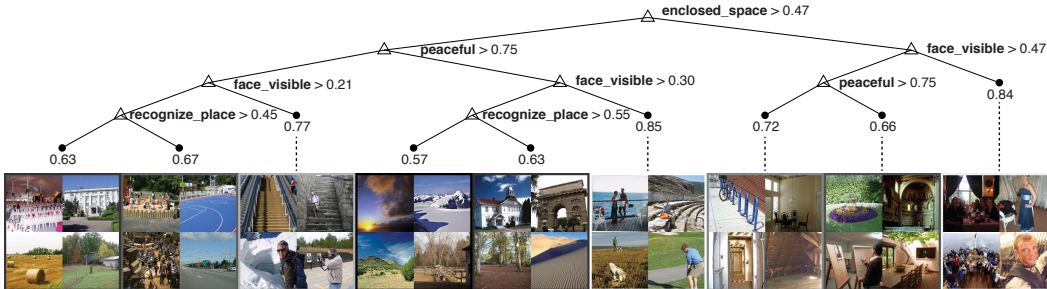 enclosed_space > 0.47
peaceful > 0.75
face_visible > 0.47
face_visible > 0.21
face_visible > 0.30
peaceful > 0.75
0.84
recognize_place > 0.45
0.77
recognize_place > 0.55
0.85
0.72
0.66
0.63
0.67
0.57
0.63